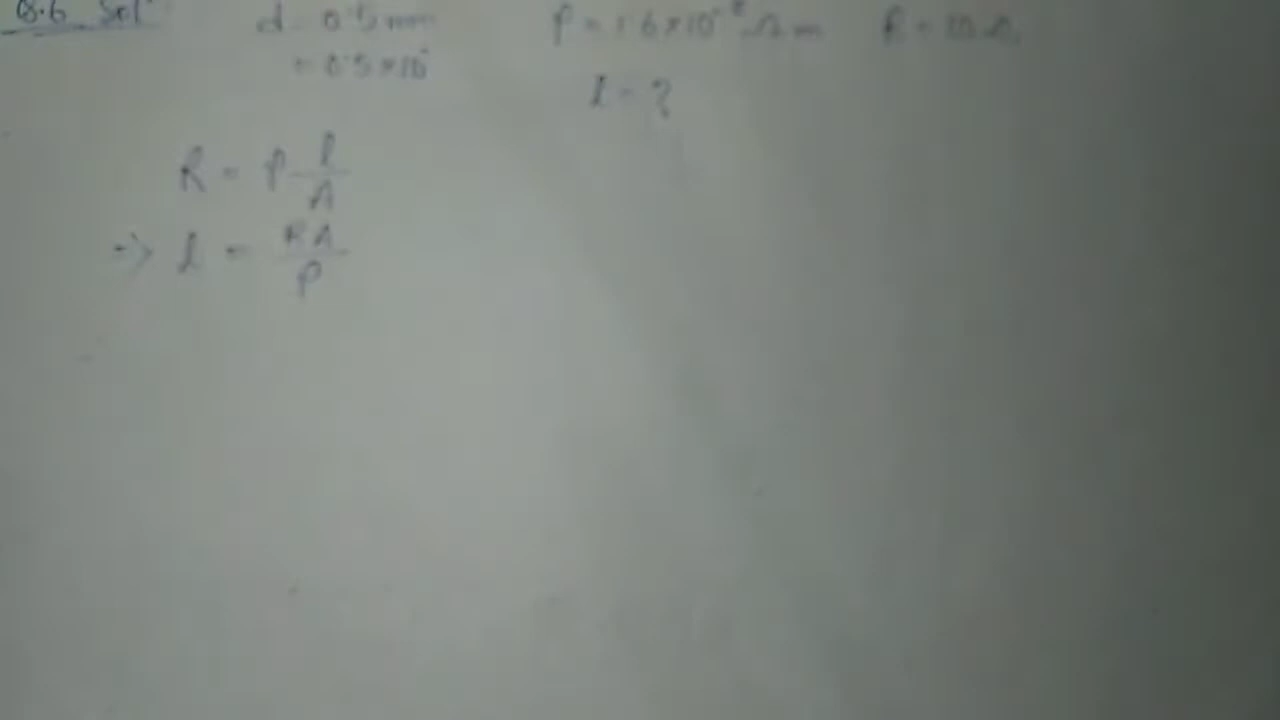 Q.6 Sol
d = 0.5 mm ρ = 1.6 × 10⁻⁸ Ω m R = 10 Ω
= 0.5 × 10⁻
l = ?
R = ρ l/A
=> l = RA/ρ